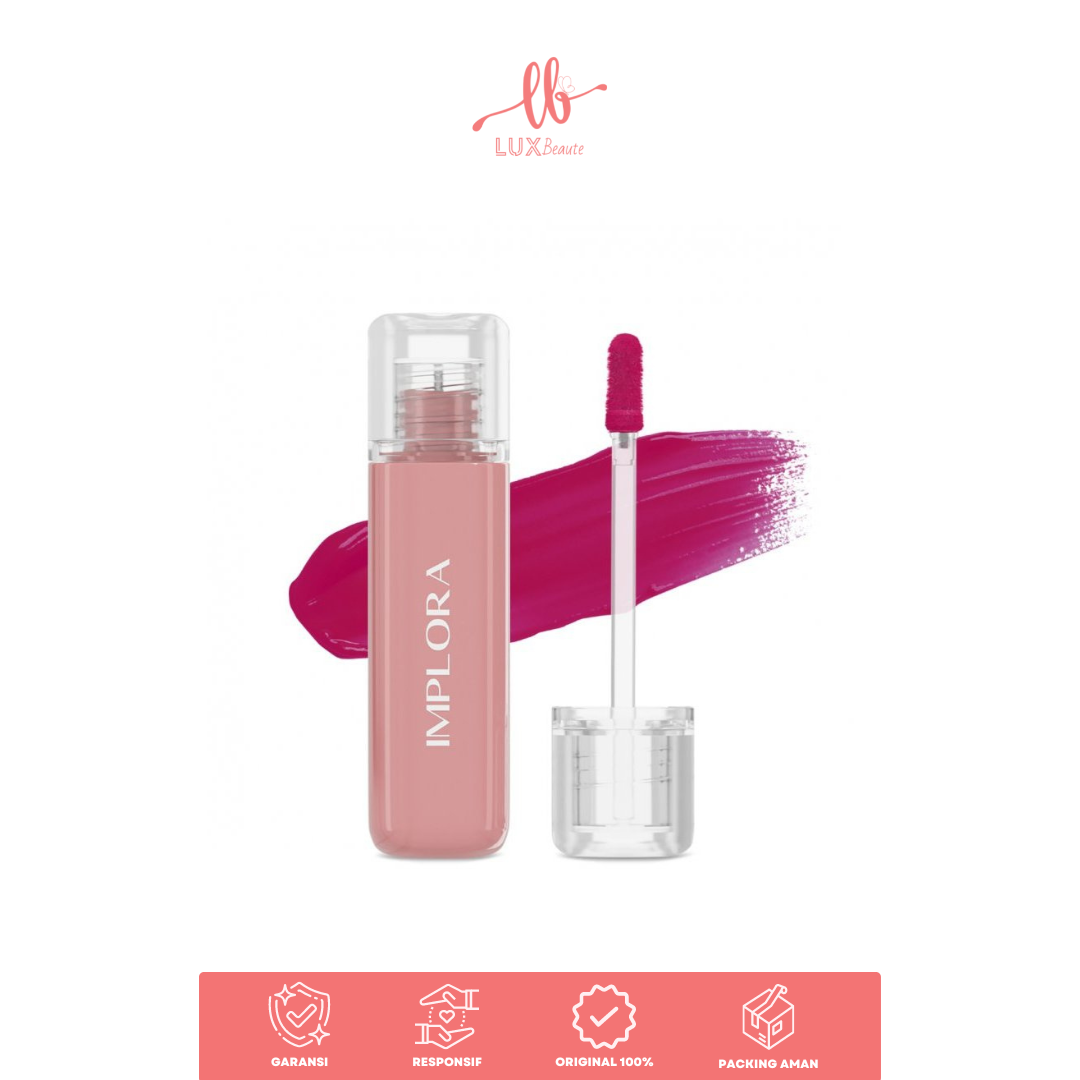 lb
LUX Beaute
IMPLORA
GARANSI
RESPONSIF
ORIGINAL 100%
PACKING AMAN